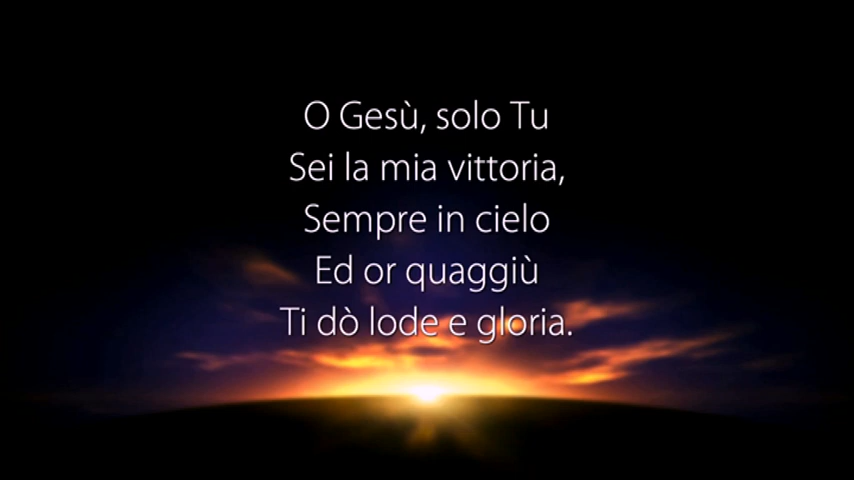 O Gesù, solo Tu
Sei la mia vittoria,
Sempre in cielo
Ed or quaggiù
Ti dò lode e gloria.